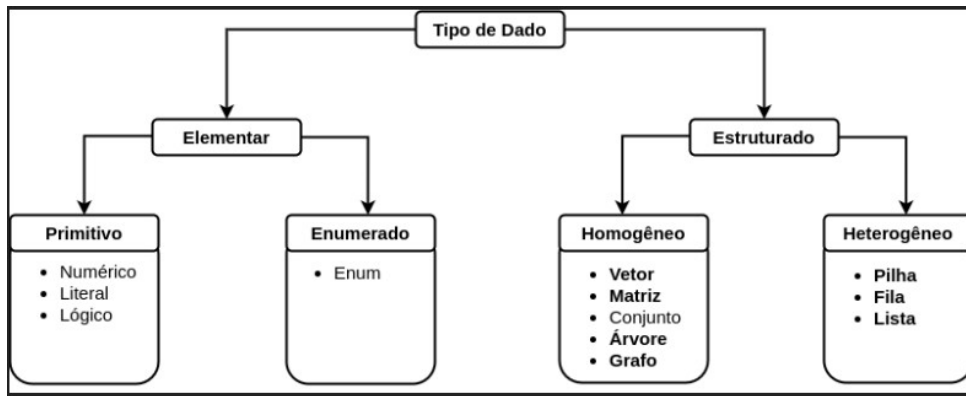 Tipo de Dado
Elementar
Estruturado
Primitivo
Numérico
Literal
Lógico
Enumerado
Enum
Homogêneo
Vetor
Matriz
Conjunto
Árvore
Grafo
Heterogêneo
Pilha
Fila
Lista